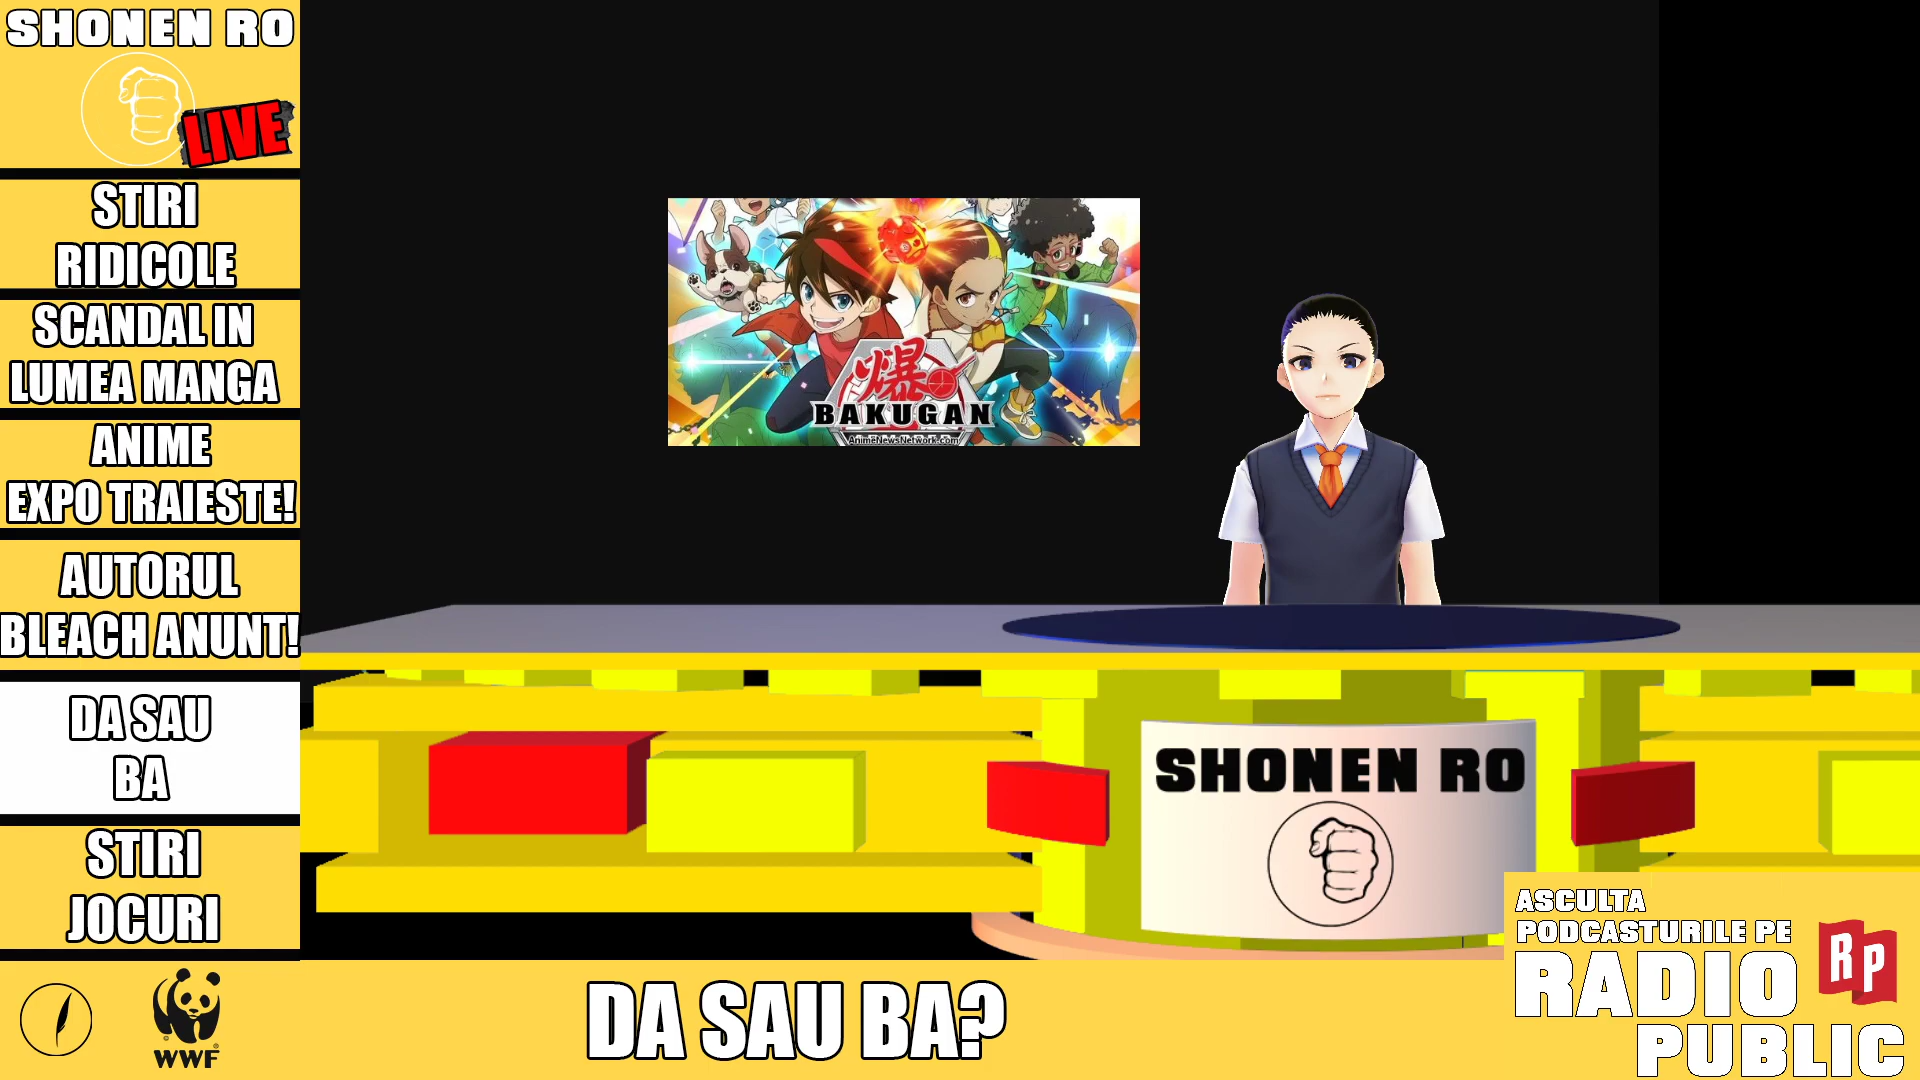 SHONEN RO
LIVE
STIRI
RIDICOLE
SCANDAL IN
LUMEA MANGA
ANIME
EXPO TRAIESTE!
AUTORUL
BLEACH ANUNT!
DA SAU
BA
STIRI
JOCURI
WWF
爆
BAKUGAN
AnimeNewsNetwork.com
SHONEN RO
DA SAU BA?
ASCULTA
PODCASTURILE PE
RADIO
PUBLIC
RP